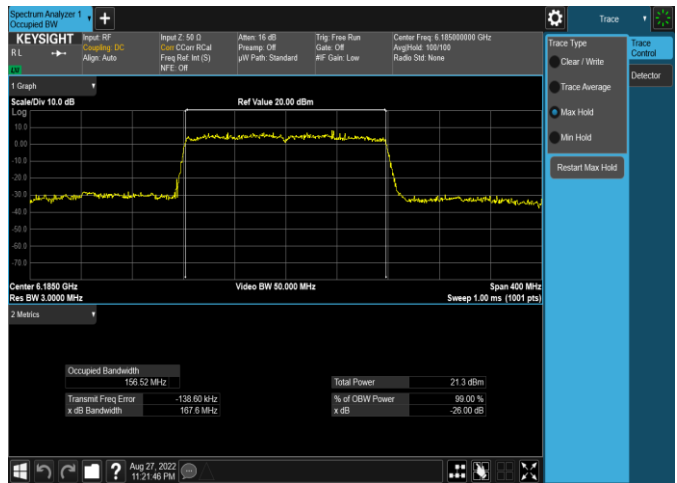 Spectrum Analyzer 1
Occupied BW
+
Trace
KEYSIGHT
RL
Input: RF
Coupling: DC
Align: Auto
Input Z: 50 Ω
Corr CCorr RCal
Freq Ref: Int (S)
NFE: Off
Atten: 16 dB
Preamp: Off
µW Path: Standard
Trig: Free Run
Gate: Off
#IF Gain: Low
Center Freq: 6.185000000 GHz
Avg|Hold: 100/100
Radio Std: None
1 Graph
Scale/Div 10.0 dB
Ref Value 20.00 dBm
Log
10.0
0.00
-10.0
-20.0
-30.0
-40.0
-50.0
-60.0
-70.0
Center 6.1850 GHz
Video BW 50.000 MHz
Span 400 MHz
Res BW 3.0000 MHz
Sweep 1.00 ms (1001 pts)
2 Metrics
Occupied Bandwidth
156.52 MHz
Total Power 21.3 dBm
Transmit Freq Error -138.60 kHz
% of OBW Power 99.00 %
x dB Bandwidth 167.6 MHz
x dB -26.00 dB
Trace Type
Clear / Write
Trace Average
Max Hold
Min Hold
Restart Max Hold
Trace
Control
Detector
?
Aug 27, 2022
11:21:46 PM